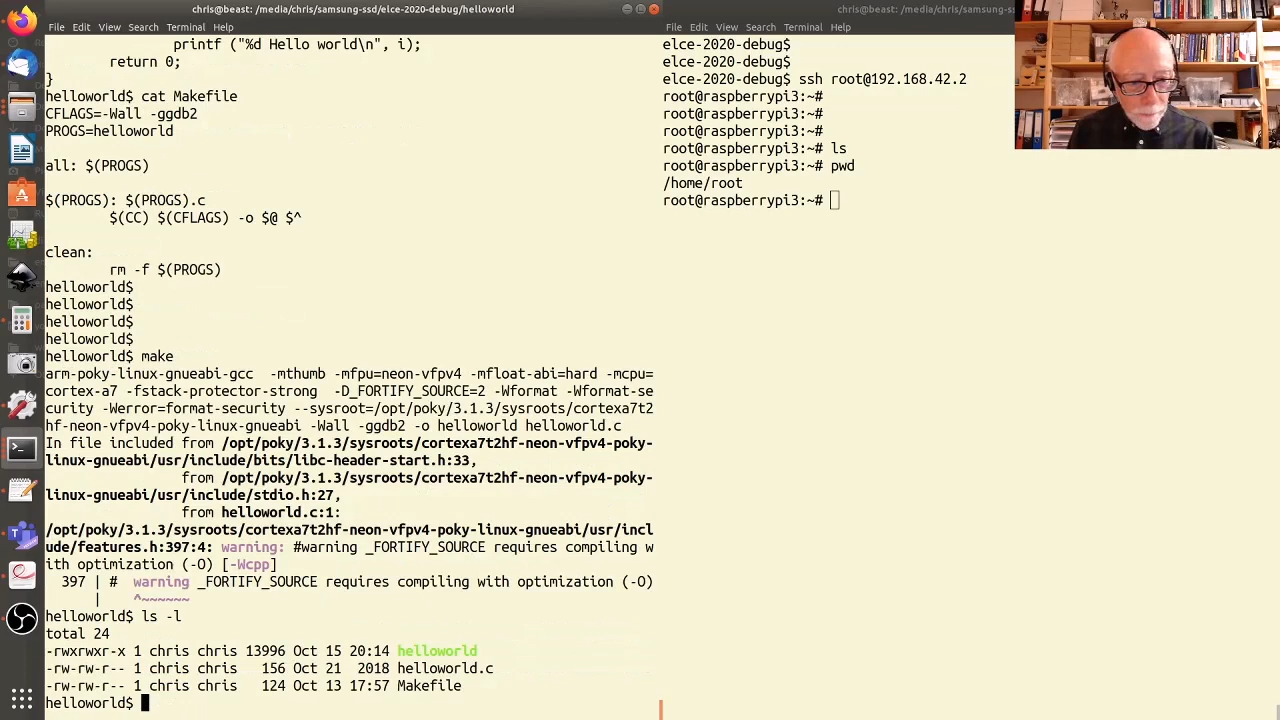 chris@beast: /media/chris/samsung-ssd/elce-2020-debug/helloworld
File Edit View Search Terminal Help
printf ("%d Hello world\n", i);
return 0;
}
helloworld$ cat Makefile
CFLAGS=-Wall -ggdb2
PROGS=helloworld
all: $(PROGS)
$(PROGS): $(PROGS).c
$(CC) $(CFLAGS) -o $@ $^
clean:
rm -f $(PROGS)
helloworld$
helloworld$
helloworld$
helloworld$
helloworld$ make
arm-poky-linux-gnueabi-gcc  -mthumb -mfpu=neon-vfpv4 -mfloat-abi=hard -mcpu=
cortex-a7 -fstack-protector-strong  -D_FORTIFY_SOURCE=2 -Wformat -Wformat-se
curity -Werror=format-security --sysroot=/opt/poky/3.1.3/sysroots/cortexa7t2
hf-neon-vfpv4-poky-linux-gnueabi -Wall -ggdb2 -o helloworld helloworld.c
In file included from /opt/poky/3.1.3/sysroots/cortexa7t2hf-neon-vfpv4-poky-
linux-gnueabi/usr/include/bits/libc-header-start.h:33,
from /opt/poky/3.1.3/sysroots/cortexa7t2hf-neon-vfpv4-poky-
linux-gnueabi/usr/include/stdio.h:27,
from helloworld.c:1:
/opt/poky/3.1.3/sysroots/cortexa7t2hf-neon-vfpv4-poky-linux-gnueabi/usr/incl
ude/features.h:397:4: warning: #warning _FORTIFY_SOURCE requires compiling w
ith optimization (-O) [-Wcpp]
397 | #  warning _FORTIFY_SOURCE requires compiling with optimization (-O)
|    ^~~~~~~
helloworld$ ls -l
total 24
-rwxrwxr-x 1 chris chris 13996 Oct 15 20:14 helloworld
-rw-rw-r-- 1 chris chris   156 Oct 21  2018 helloworld.c
-rw-rw-r-- 1 chris chris   124 Oct 13 17:57 Makefile
helloworld$
chris@beast: /media/chris/samsung-ss
File Edit View Search Terminal Help
elce-2020-debug$
elce-2020-debug$
elce-2020-debug$ ssh root@192.168.42.2
root@raspberrypi3:~#
root@raspberrypi3:~#
root@raspberrypi3:~#
root@raspberrypi3:~# ls
root@raspberrypi3:~# pwd
/home/root
root@raspberrypi3:~#